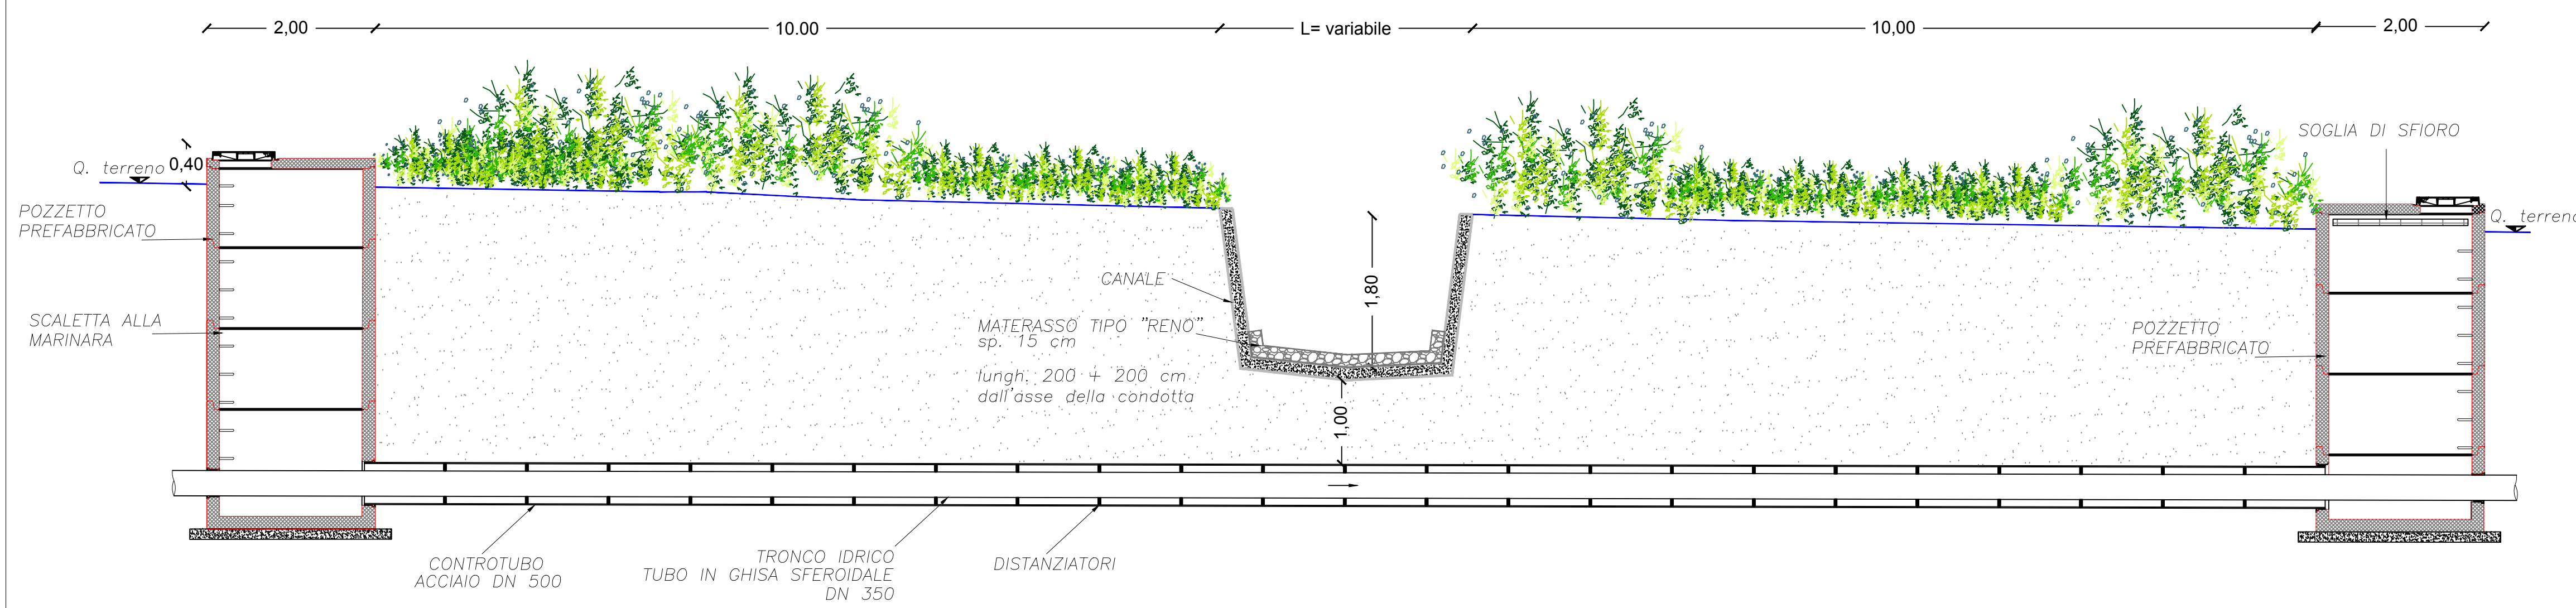 2,00
10.00
L= variabile
10,00
2,00
SOGLIA DI SFIORO
Q. terreno
0,40
POZZETTO
PREFABBRICATO
Q. terreno
CANALE
1,80
SCALETTA ALLA
MARINARA
MATERASSO TIPO "RENO"
sp. 15 cm
lungh. 200 + 200 cm
dall'asse della condotta
POZZETTO
PREFABBRICATO
1,00
CONTROTUBO
ACCIAIO DN 500
TRONCO IDRICO
TUBO IN GHISA SFEROIDALE
DN 350
DISTANZIATORI